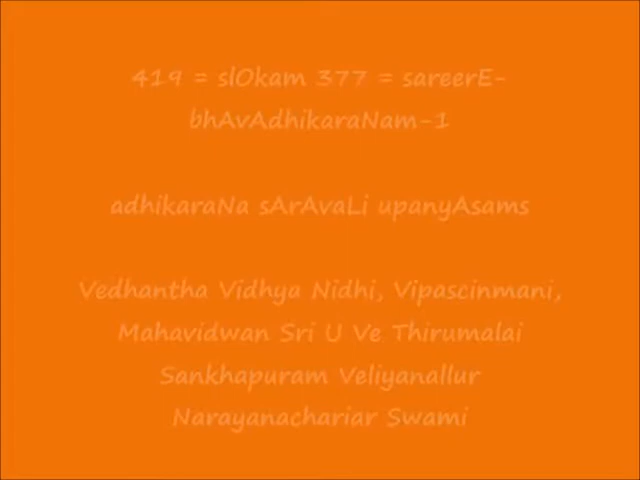 419 = slOkam 377 = sareerE-
bhAvAdhikaraNam-1
adhikaraNa sArAvaLi upanyAsams
Vedhantha Vidhya Nidhi, Vipascinmani,
Mahavidwan Sri U Ve Thirumalai
Sankhapuram Veliyanallur
Narayanachariar Swami